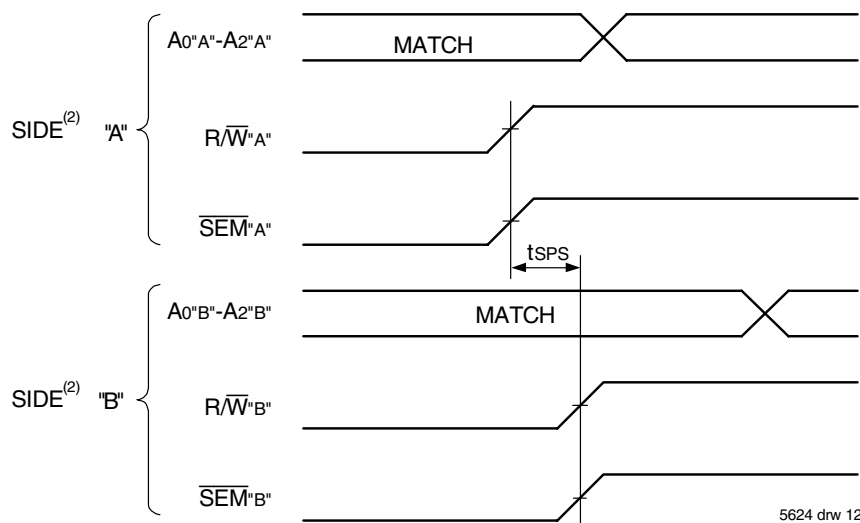 A0"A"-A2"A"
MATCH
SIDE(2) "A"
R/W"A"
SEM"A"
tSPS
A0"B"-A2"B"
MATCH
SIDE(2) "B"
R/W"B"
SEM"B"
5624 drw 12